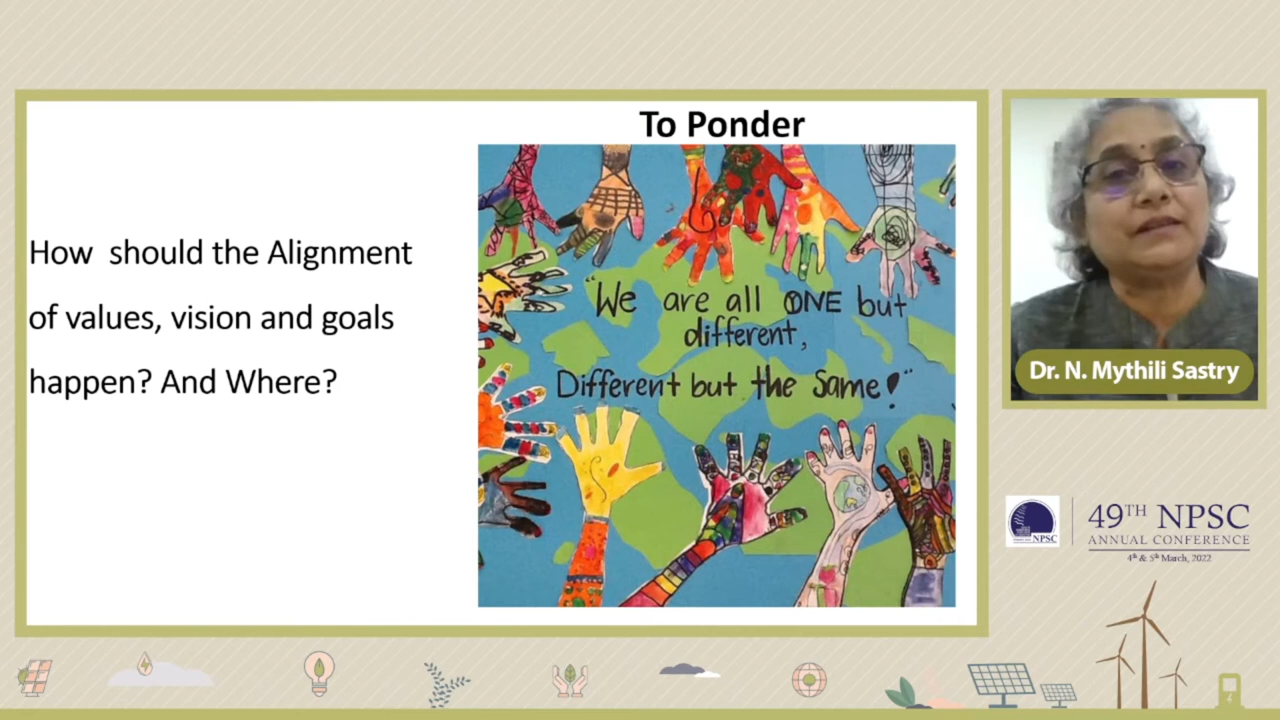 To Ponder
How should the Alignment
of values, vision and goals
happen? And Where?
"We are all ONE but
different,
Different but the same!"
Dr. N. Mythili Sastry
NPSC
49TH NPSC
ANNUAL CONFERENCE
4th & 5th March, 2022